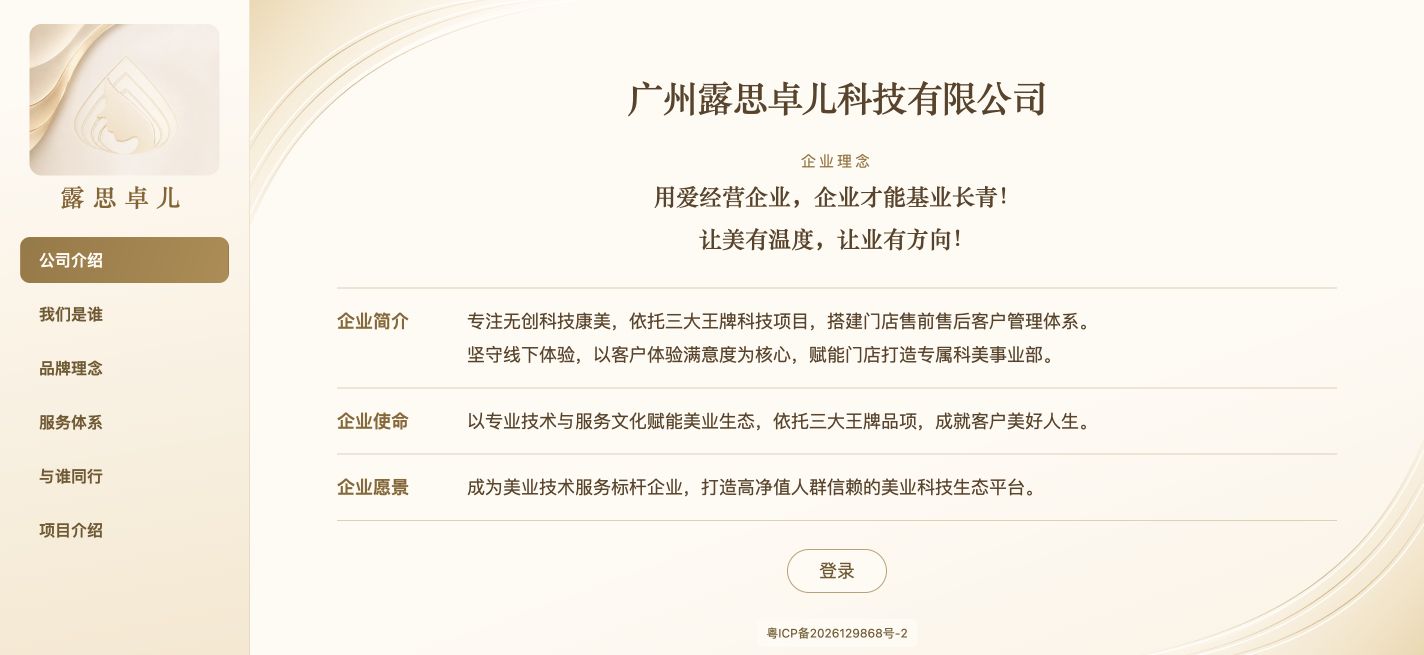 露思卓儿
公司介绍
我们是谁
品牌理念
服务体系
与谁同行
项目介绍
广州露思卓儿科技有限公司
企业理念
用爱经营企业，企业才能基业长青！
让美有温度，让业有方向！
企业简介
专注无创科技康美，依托三大王牌科技项目，搭建门店售前售后客户管理体系。
坚守线下体验，以客户体验满意度为核心，赋能门店打造专属科美事业部。
企业使命
以专业技术与服务文化赋能美业生态，依托三大王牌品项，成就客户美好人生。
企业愿景
成为美业技术服务标杆企业，打造高净值人群信赖的美业科技生态平台。
登录
粤ICP备2026129868号-2